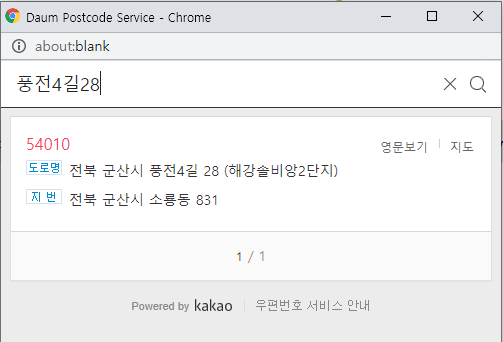 Daum Postcode Service - Chrome
about:blank
풍전4길28
54010 영문보기 지도
도로명 전북 군산시 풍전4길 28 (해강솔비앙2단지)
지 번 전북 군산시 소룡동 831
1 / 1
Powered by kakao 우편번호 서비스 안내